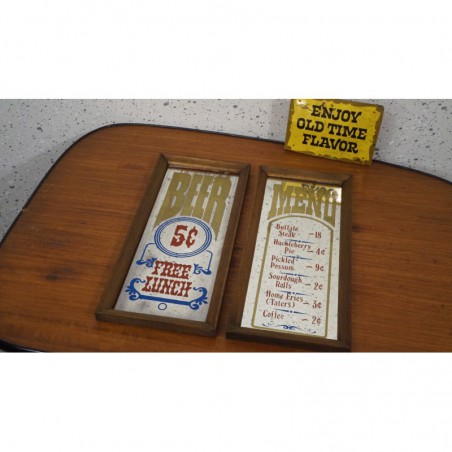 BEER
5¢
FREE
LUNCH
MENU
Buffalo
Steak -18
Huckleberry
Pie - 4¢
Pickled
Possum - 9¢
Sourdough
Rolls - 2¢
Home Fries
(Taters) - 3¢
Coffee - 2¢
ENJOY
OLD TIME
FLAVOR